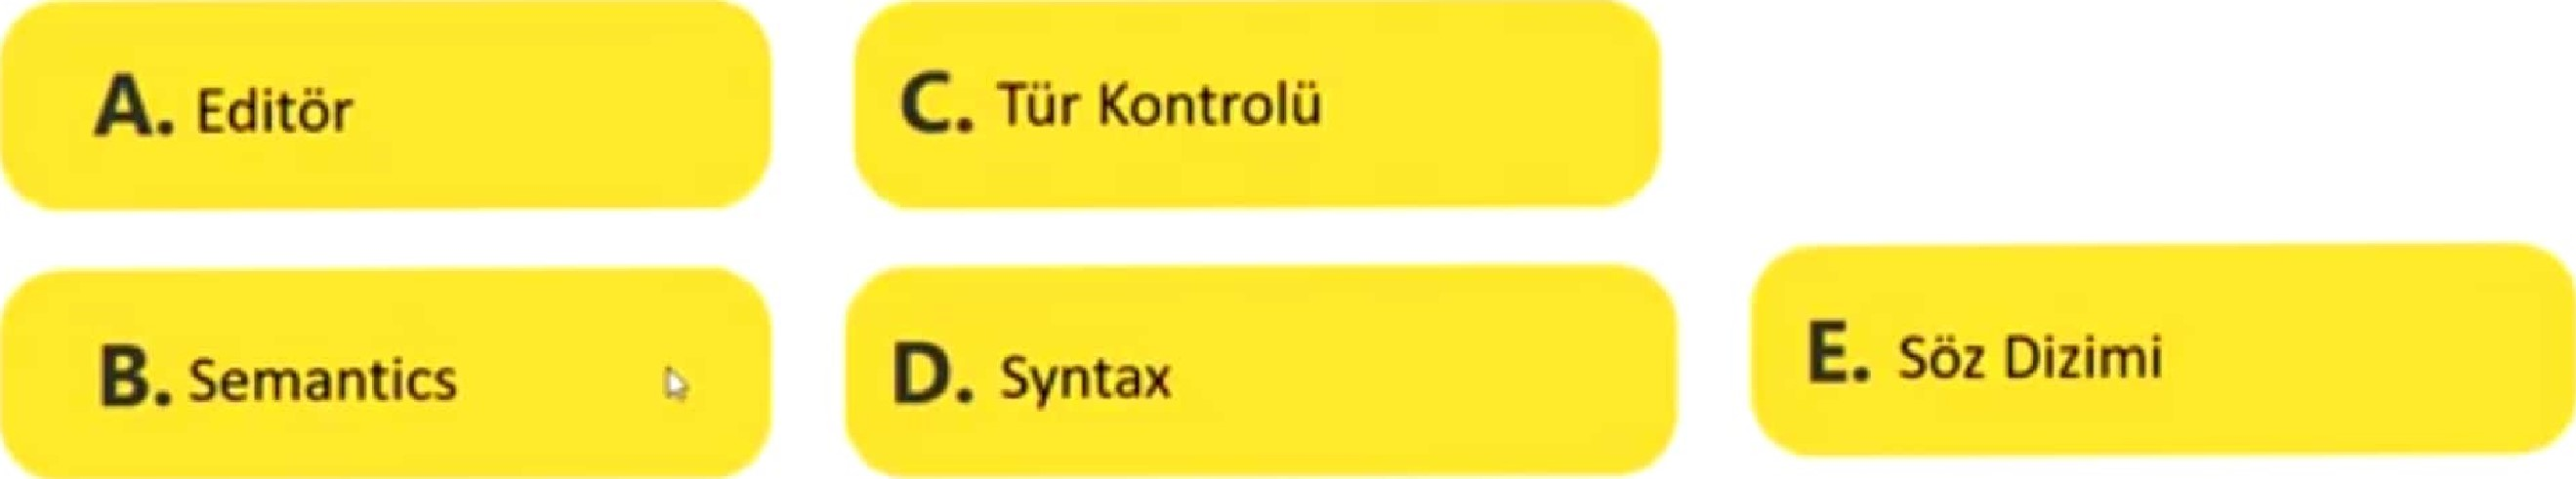 A. Editör
B. Semantics
C. Tür Kontrolü
D. Syntax
E. Söz Dizimi